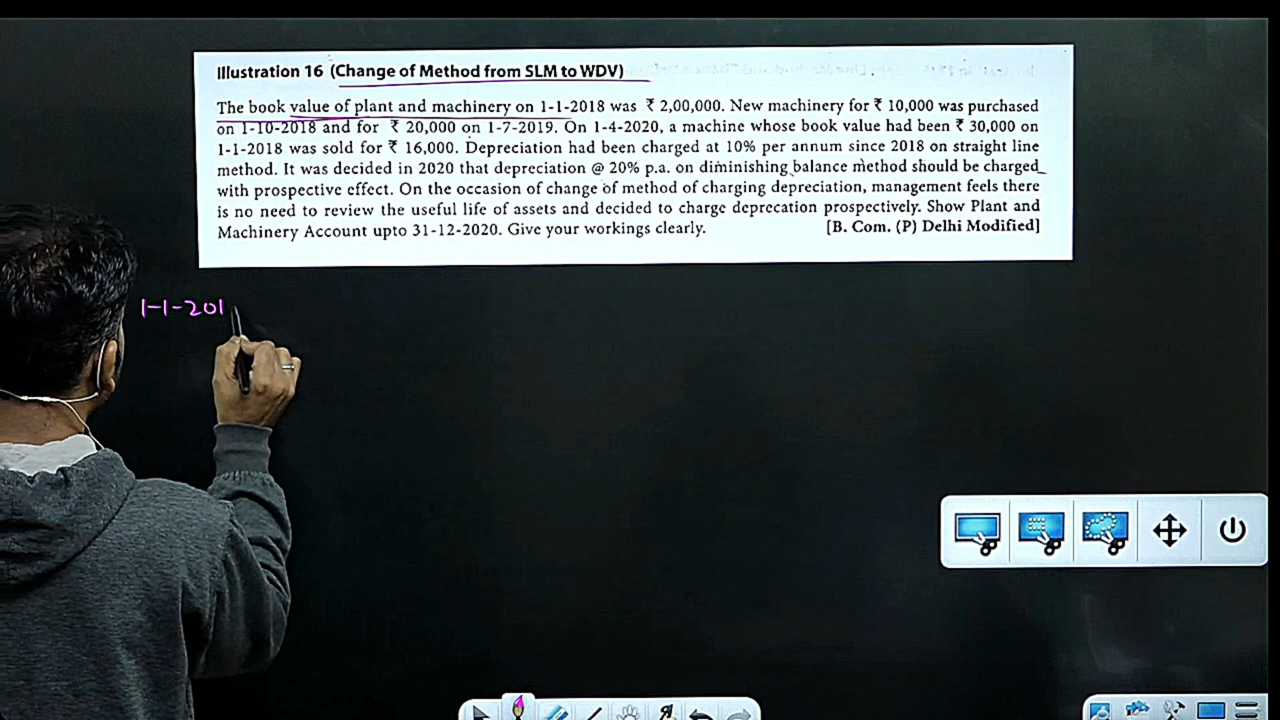 Illustration 16 (Change of Method from SLM to WDV)
The book value of plant and machinery on 1-1-2018 was ₹ 2,00,000. New machinery for ₹ 10,000 was purchased
on 1-10-2018 and for ₹ 20,000 on 1-7-2019. On 1-4-2020, a machine whose book value had been ₹ 30,000 on
1-1-2018 was sold for ₹ 16,000. Depreciation had been charged at 10% per annum since 2018 on straight line
method. It was decided in 2020 that depreciation @ 20% p.a. on diminishing balance method should be charged
with prospective effect. On the occasion of change of method of charging depreciation, management feels there
is no need to review the useful life of assets and decided to charge deprecation prospectively. Show Plant and
Machinery Account upto 31-12-2020. Give your workings clearly. [B. Com. (P) Delhi Modified]
1-1-201